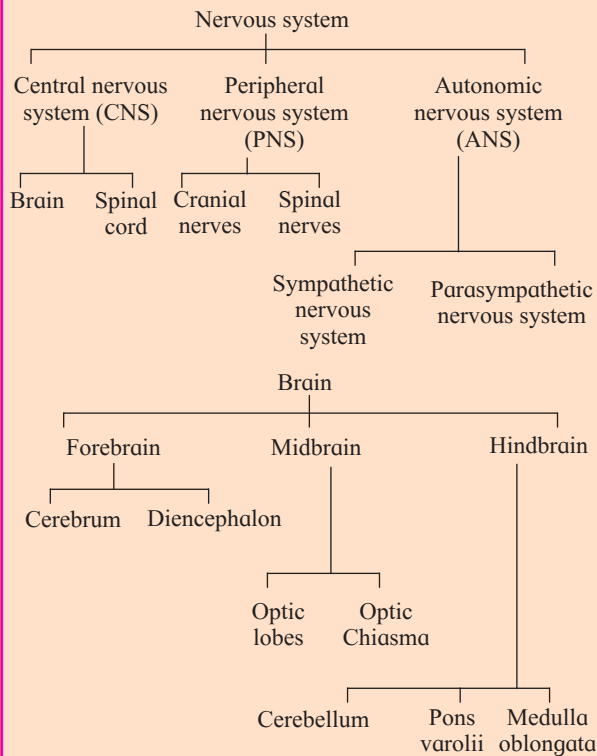 Nervous system
Central nervous
system (CNS)
Peripheral
nervous system
(PNS)
Autonomic
nervous system
(ANS)
Brain
Spinal
cord
Cranial
nerves
Spinal
nerves
Sympathetic
nervous
system
Parasympathetic
nervous system
Brain
Forebrain
Midbrain
Hindbrain
Cerebrum
Diencephalon
Optic
lobes
Optic
Chiasma
Cerebellum
Pons
varolii
Medulla
oblongata